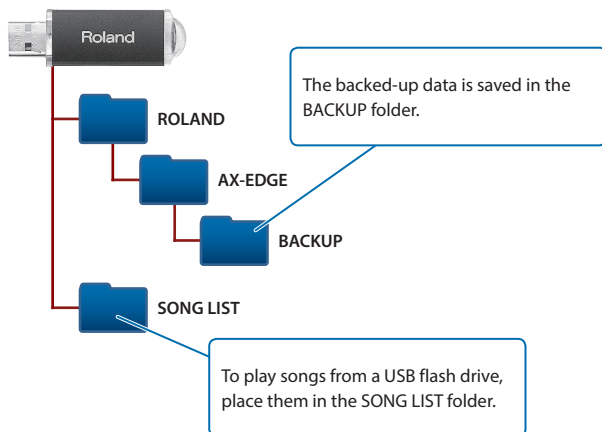 Roland
The backed-up data is saved in the
BACKUP folder.
ROLAND
AX-EDGE
BACKUP
SONG LIST
To play songs from a USB flash drive,
place them in the SONG LIST folder.